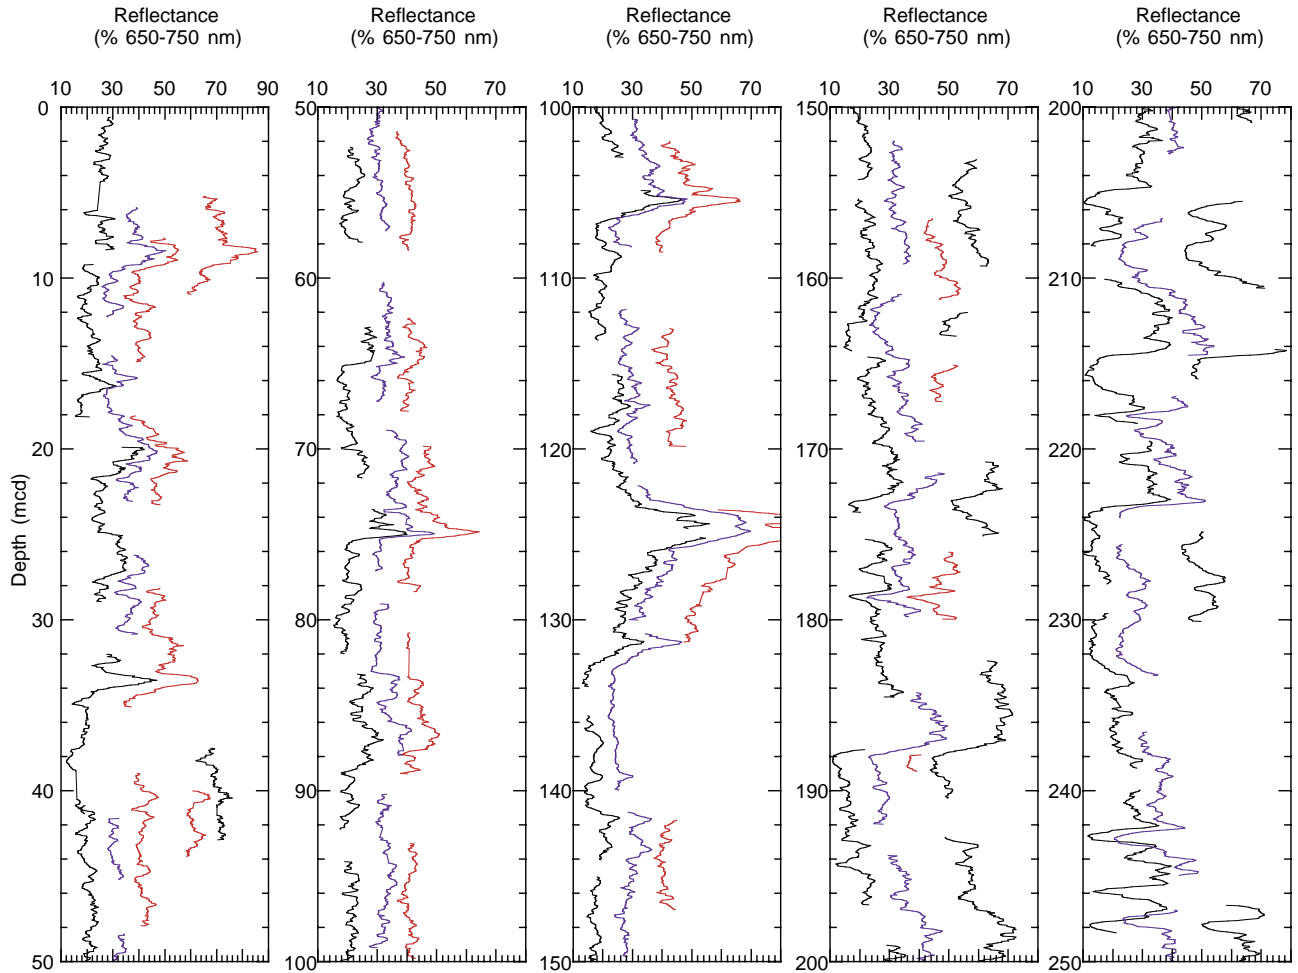 Reflectance Reflectance Reflectance Reflectance Reflectance
(% 650-750 nm) (% 650-750 nm) (% 650-750 nm) (% 650-750 nm) (% 650-750 nm)
10 30 50 70 90 10 30 50 70 10 30 50 70 10 30 50 70 10 30 50 70
0 50 100 150 200
10 60 110 160 210
20 70 120 170 220
Depth (mcd)
30 80 130 180 230
40 90 140 190 240
50 100 150 200 250